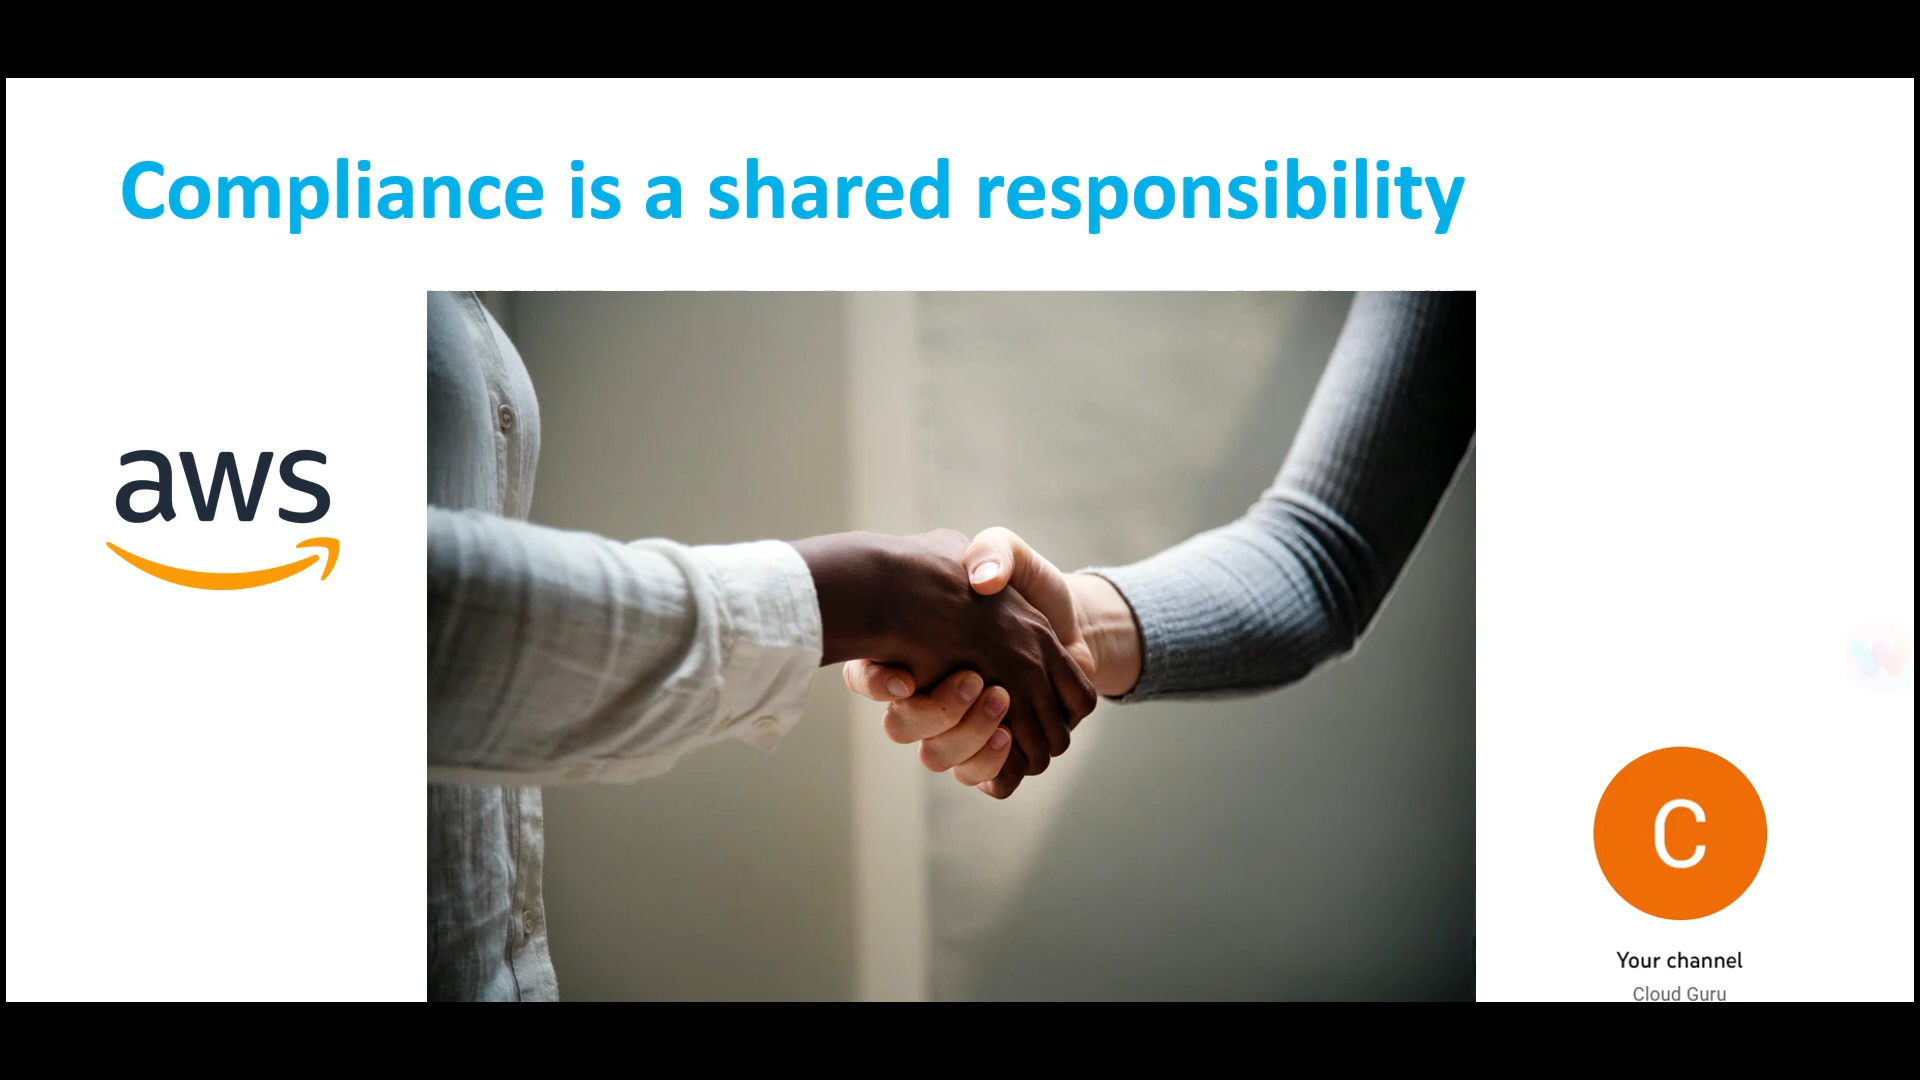 Compliance is a shared responsibility
aws
C
Your channel
Cloud Guru